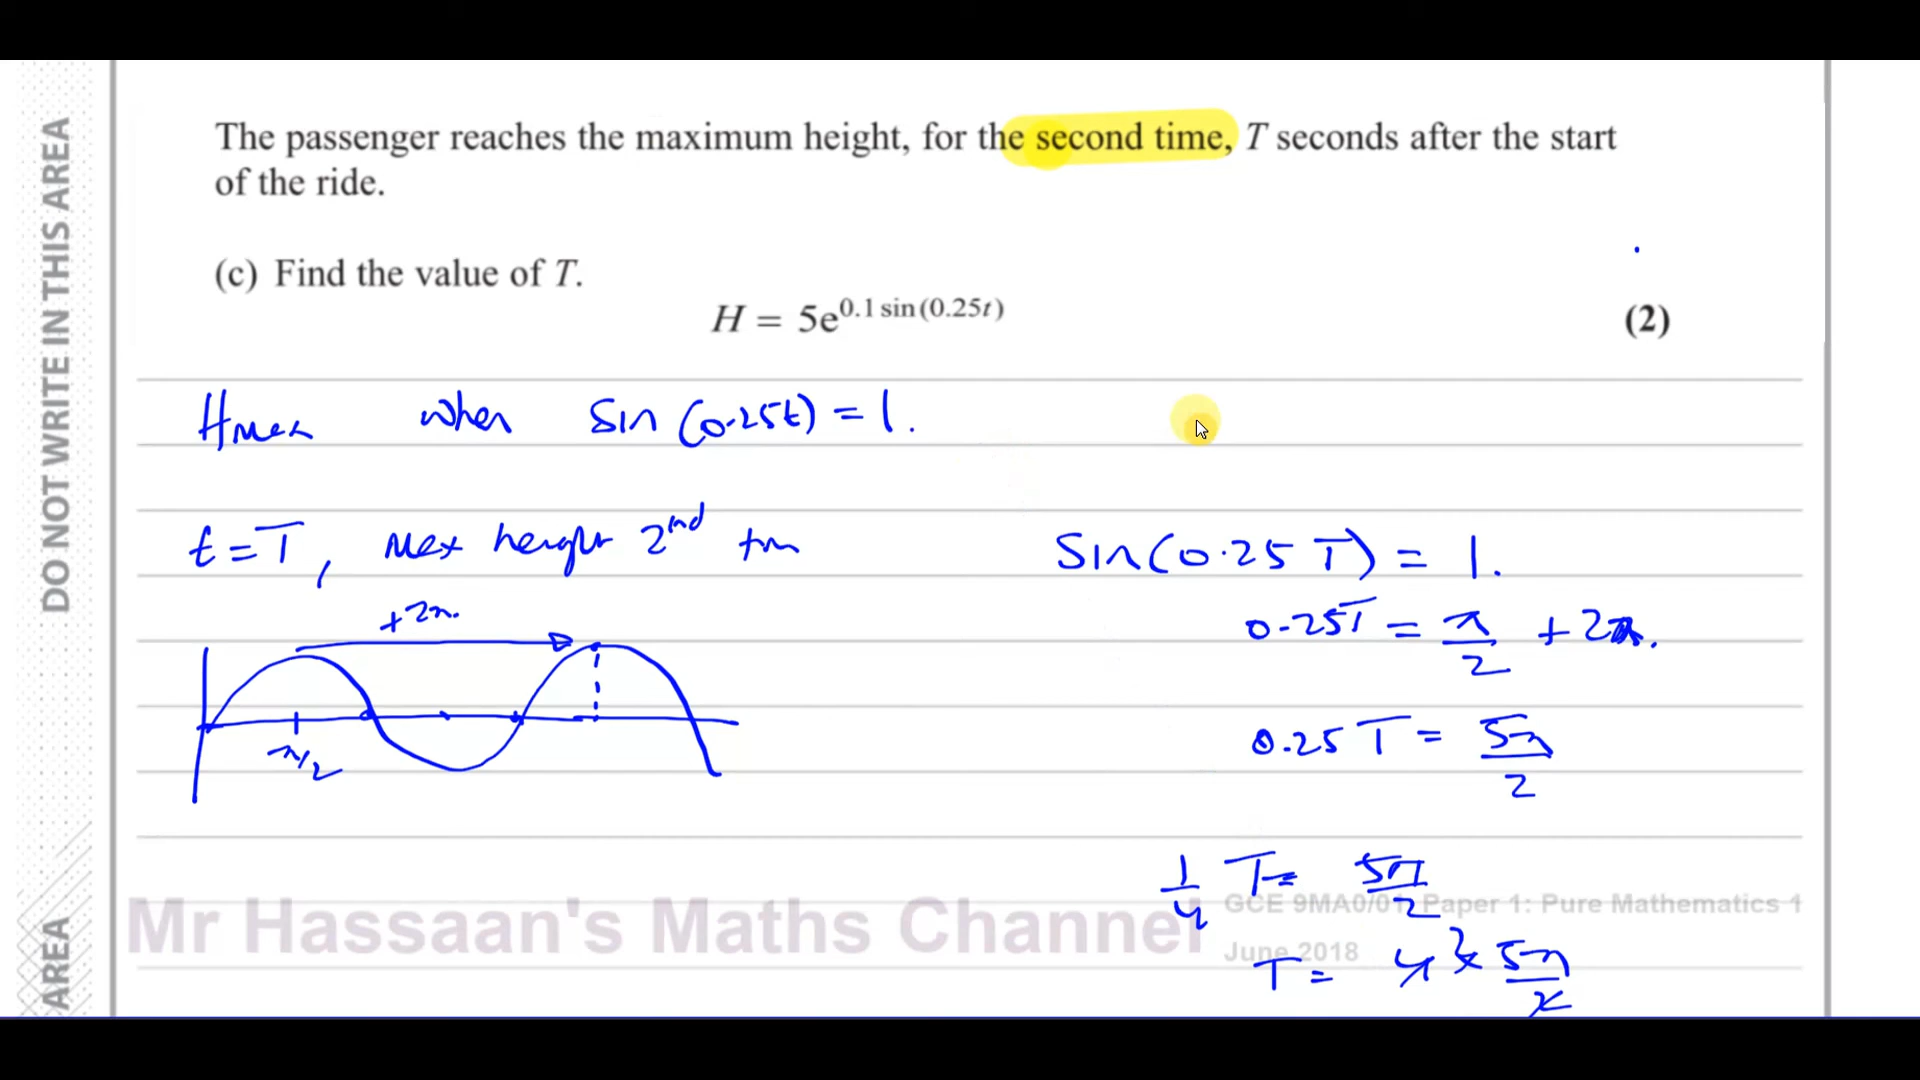 DO NOT WRITE IN THIS AREA
The passenger reaches the maximum height, for the second time, T seconds after the start
of the ride.
(c) Find the value of T.
H = 5e^{0.1 sin(0.25t)}
(2)
Hmax when Sin (0.25t) = 1.
t = T, Max height 2nd tm
Sin(0.25 T) = 1.
+2π.
0.25T = π/2 + 2π.
π/2
0.25 T = 5π/2
1/4 T = 5π/2
T = 4² × 5π/2
Mr Hassaan's Maths Channel
GCE 9MA0/01 Paper 1: Pure Mathematics 1
June 2018
AREA